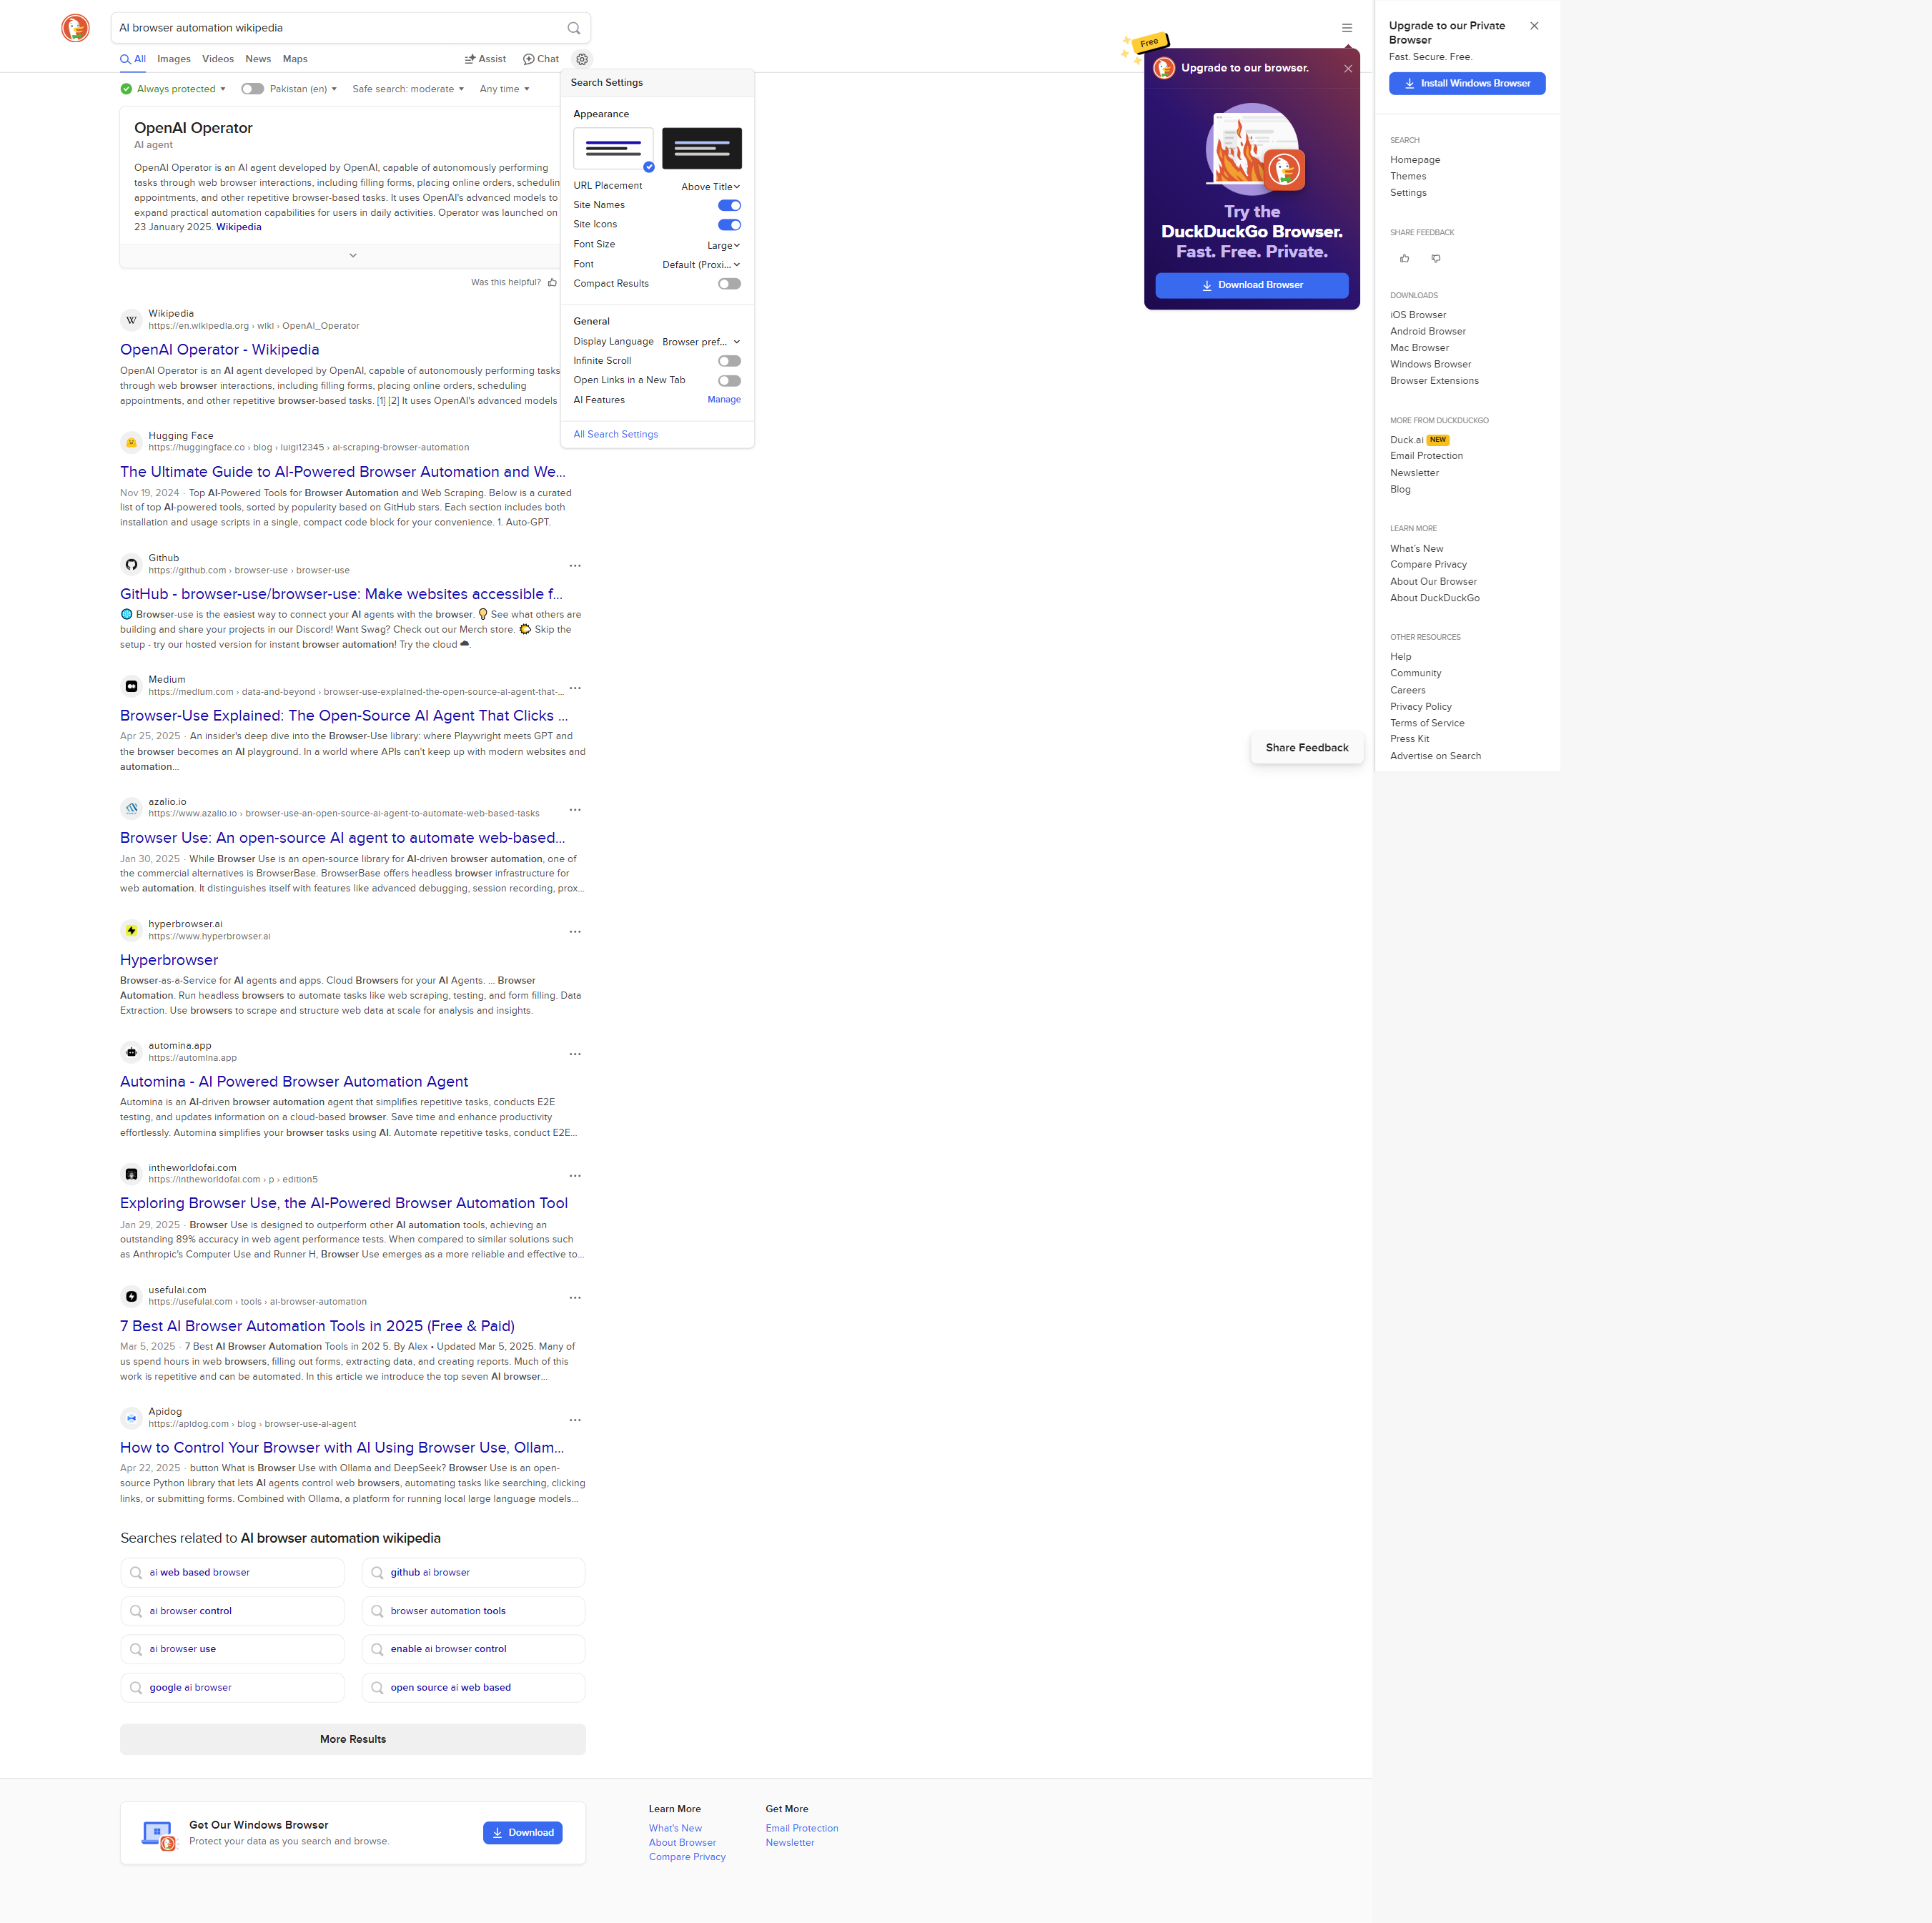 AI browser automation wikipedia
All Images Videos News Maps Assist Chat
Always protected Pakistan (en) Safe search: moderate Any time
OpenAI Operator
AI agent
OpenAI Operator is an AI agent developed by OpenAI, capable of autonomously performing
tasks through web browser interactions, including filling forms, placing online orders,
appointments, and other repetitive browser-based tasks. It uses OpenAI's advanced models to
expand practical automation capabilities for users in daily activities. Operator was launched on
23 January 2025. Wikipedia
Was this helpful?
Wikipedia
https://en.wikipedia.org › wiki › OpenAI_Operator
OpenAI Operator - Wikipedia
OpenAI Operator is an AI agent developed by OpenAI, capable of autonomously performing tasks
through web browser interactions, including filling forms, placing online orders, scheduling
appointments, and other repetitive browser-based tasks. [1] [2] It uses OpenAI's advanced models
Hugging Face
https://huggingface.co › blog › luigi12345 › ai-scraping-browser-automation
The Ultimate Guide to AI-Powered Browser Automation and We...
Nov 19, 2024 · Top AI-Powered Tools for Browser Automation and Web Scraping. Below is a curated
list of top AI-powered tools, sorted by popularity based on GitHub stars. Each section includes both
installation and usage scripts in a single, compact code block for your convenience. 1. Auto-GPT.
Github
https://github.com › browser-use › browser-use
GitHub - browser-use/browser-use: Make websites accessible f...
🌐 Browser-use is the easiest way to connect your AI agents with the browser. 💡 See what others are
building and share your projects in our Discord! Want Swag? Check out our Merch store. 🌤️ Skip the
setup - try our hosted version for instant browser automation! Try the cloud ☁️.
Medium
https://medium.com › data-and-beyond › browser-use-explained-the-open-source-ai-agent-that-...
Browser-Use Explained: The Open-Source AI Agent That Clicks ...
Apr 25, 2025 · An insider's deep dive into the Browser-Use library: where Playwright meets GPT and
the browser becomes an AI playground. In a world where APIs can't keep up with modern websites and
automation...
azalio.io
https://www.azalio.io › browser-use-an-open-source-ai-agent-to-automate-web-based-tasks
Browser Use: An open-source AI agent to automate web-based...
Jan 30, 2025 · While Browser Use is an open-source library for AI-driven browser automation, one of
the commercial alternatives is BrowserBase. BrowserBase offers headless browser infrastructure for
web automation. It distinguishes itself with features like advanced debugging, session recording, prox...
hyperbrowser.ai
https://www.hyperbrowser.ai
Hyperbrowser
Browser-as-a-Service for AI agents and apps. Cloud Browsers for your AI Agents. ... Browser
Automation. Run headless browsers to automate tasks like web scraping, testing, and form filling. Data
Extraction. Use browsers to scrape and structure web data at scale for analysis and insights.
automina.app
https://automina.app
Automina - AI Powered Browser Automation Agent
Automina is an AI-driven browser automation agent that simplifies repetitive tasks, conducts E2E
testing, and updates information on a cloud-based browser. Save time and enhance productivity
effortlessly. Automina simplifies your browser tasks using AI. Automate repetitive tasks, conduct E2E...
intheworldofai.com
https://intheworldofai.com › p › edition5
Exploring Browser Use, the AI-Powered Browser Automation Tool
Jan 29, 2025 · Browser Use is designed to outperform other AI automation tools, achieving an
outstanding 89% accuracy in web agent performance tests. When compared to similar solutions such
as Anthropic's Computer Use and Runner H, Browser Use emerges as a more reliable and effective to...
usefulai.com
https://usefulai.com › tools › ai-browser-automation
7 Best AI Browser Automation Tools in 2025 (Free & Paid)
Mar 5, 2025 · 7 Best AI Browser Automation Tools in 202 5. By Alex • Updated Mar 5, 2025. Many of
us spend hours in web browsers, filling out forms, extracting data, and creating reports. Much of this
work is repetitive and can be automated. In this article we introduce the top seven AI browser...
Apidog
https://apidog.com › blog › browser-use-ai-agent
How to Control Your Browser with AI Using Browser Use, Ollam...
Apr 22, 2025 · button What is Browser Use with Ollama and DeepSeek? Browser Use is an open-
source Python library that lets AI agents control web browsers, automating tasks like searching, clicking
links, or submitting forms. Combined with Ollama, a platform for running local large language models...
Searches related to AI browser automation wikipedia
ai web based browser
github ai browser
ai browser control
browser automation tools
ai browser use
enable ai browser control
google ai browser
open source ai web based
More Results
Get Our Windows Browser
Protect your data as you search and browse.
Download
Learn More
What's New
About Browser
Compare Privacy
Get More
Email Protection
Newsletter
Search Settings
Appearance
URL Placement Above Title
Site Names
Site Icons
Font Size Large
Font Default (Proxi...
Compact Results
General
Display Language Browser pref...
Infinite Scroll
Open Links in a New Tab
AI Features Manage
All Search Settings
Free
Upgrade to our browser.
Try the
DuckDuckGo Browser.
Fast. Free. Private.
Download Browser
Share Feedback
Upgrade to our Private
Browser
Fast. Secure. Free.
Install Windows Browser
SEARCH
Homepage
Themes
Settings
SHARE FEEDBACK
DOWNLOADS
iOS Browser
Android Browser
Mac Browser
Windows Browser
Browser Extensions
MORE FROM DUCKDUCKGO
Duck.ai NEW
Email Protection
Newsletter
Blog
LEARN MORE
What's New
Compare Privacy
About Our Browser
About DuckDuckGo
OTHER RESOURCES
Help
Community
Careers
Privacy Policy
Terms of Service
Press Kit
Advertise on Search